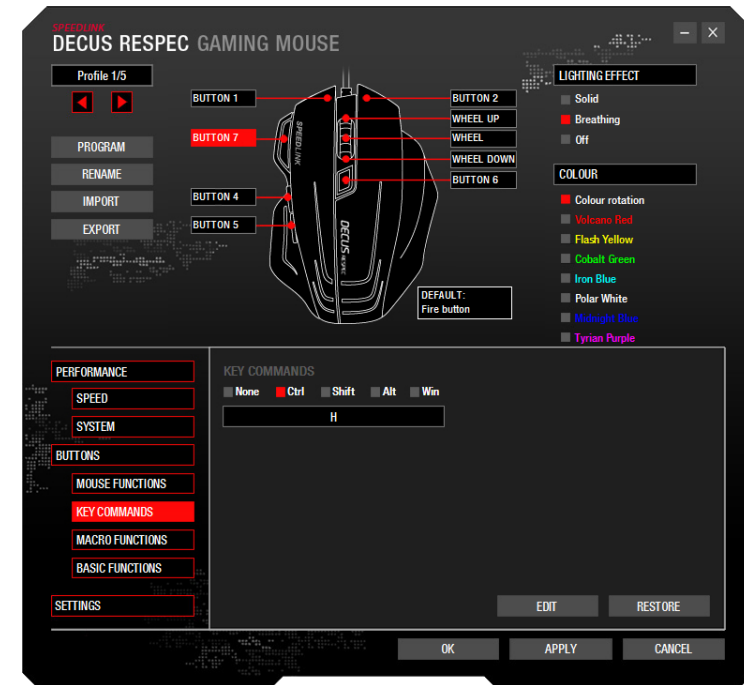 SPEEDLINK
DECUS RESPEC GAMING MOUSE
Profile 1/5
PROGRAM
RENAME
IMPORT
EXPORT
BUTTON 1
BUTTON 7
BUTTON 4
BUTTON 5
BUTTON 2
WHEEL UP
WHEEL
WHEEL DOWN
BUTTON 6
SPEEDLINK
DECUS
RESPEC
DEFAULT:
Fire button
LIGHTING EFFECT
Solid
Breathing
Off
COLOUR
Colour rotation
Volcano Red
Flash Yellow
Cobalt Green
Iron Blue
Polar White
Midnight Blue
Tyrian Purple
PERFORMANCE
SPEED
SYSTEM
BUTTONS
MOUSE FUNCTIONS
KEY COMMANDS
MACRO FUNCTIONS
BASIC FUNCTIONS
SETTINGS
KEY COMMANDS
None Ctrl Shift Alt Win
H
EDIT RESTORE
OK APPLY CANCEL